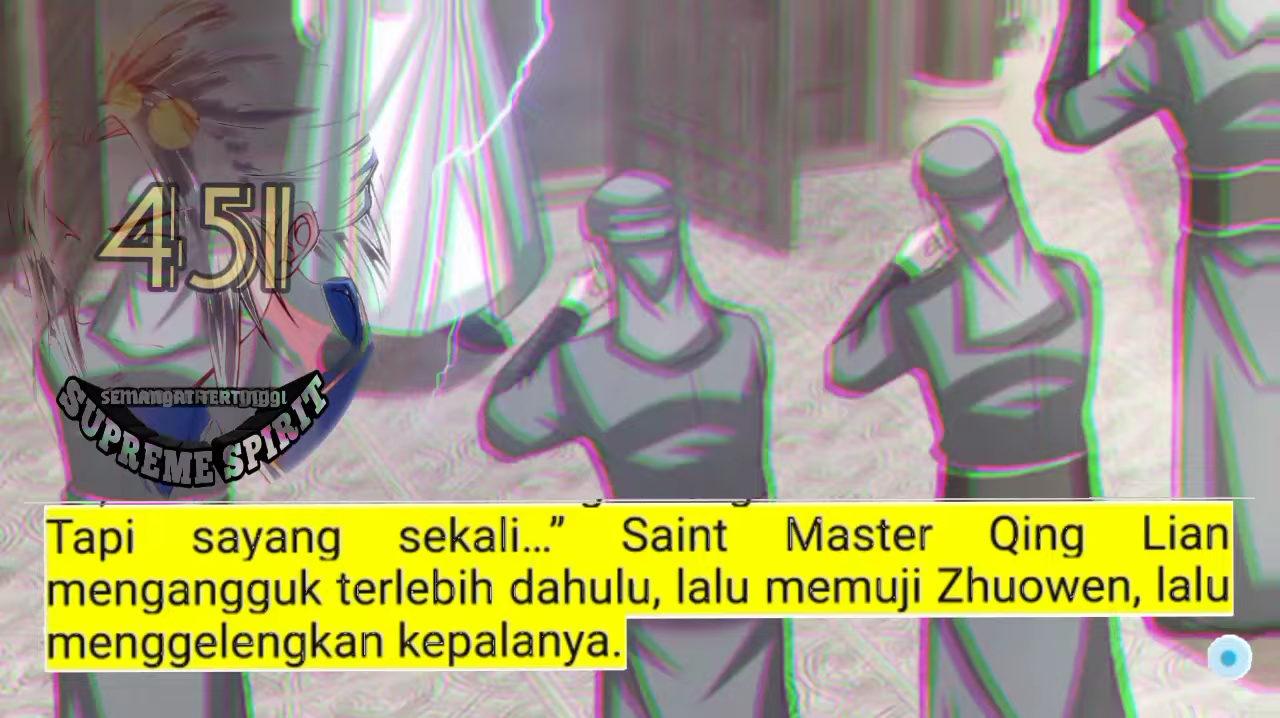 451
SEMANGAT TERTINGGI
SUPREME SPIRIT
Tapi sayang sekali...” Saint Master Qing Lian
mengangguk terlebih dahulu, lalu memuji Zhuowen, lalu
menggelengkan kepalanya.